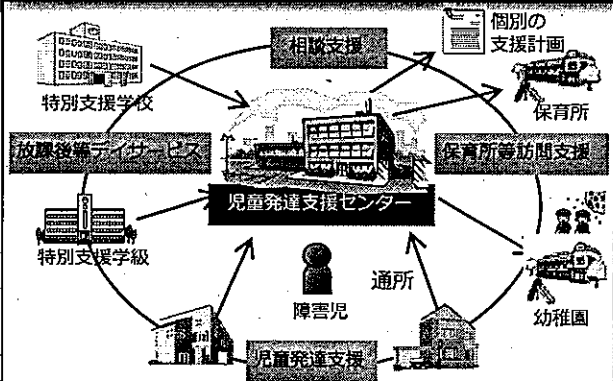 相談支援
個別の
支援計画
特別支援学校
保育所
放課後等デイサービス
保育所等訪問支援
児童発達支援センター
特別支援学級
障害児
通所
幼稚園
児童発達支援